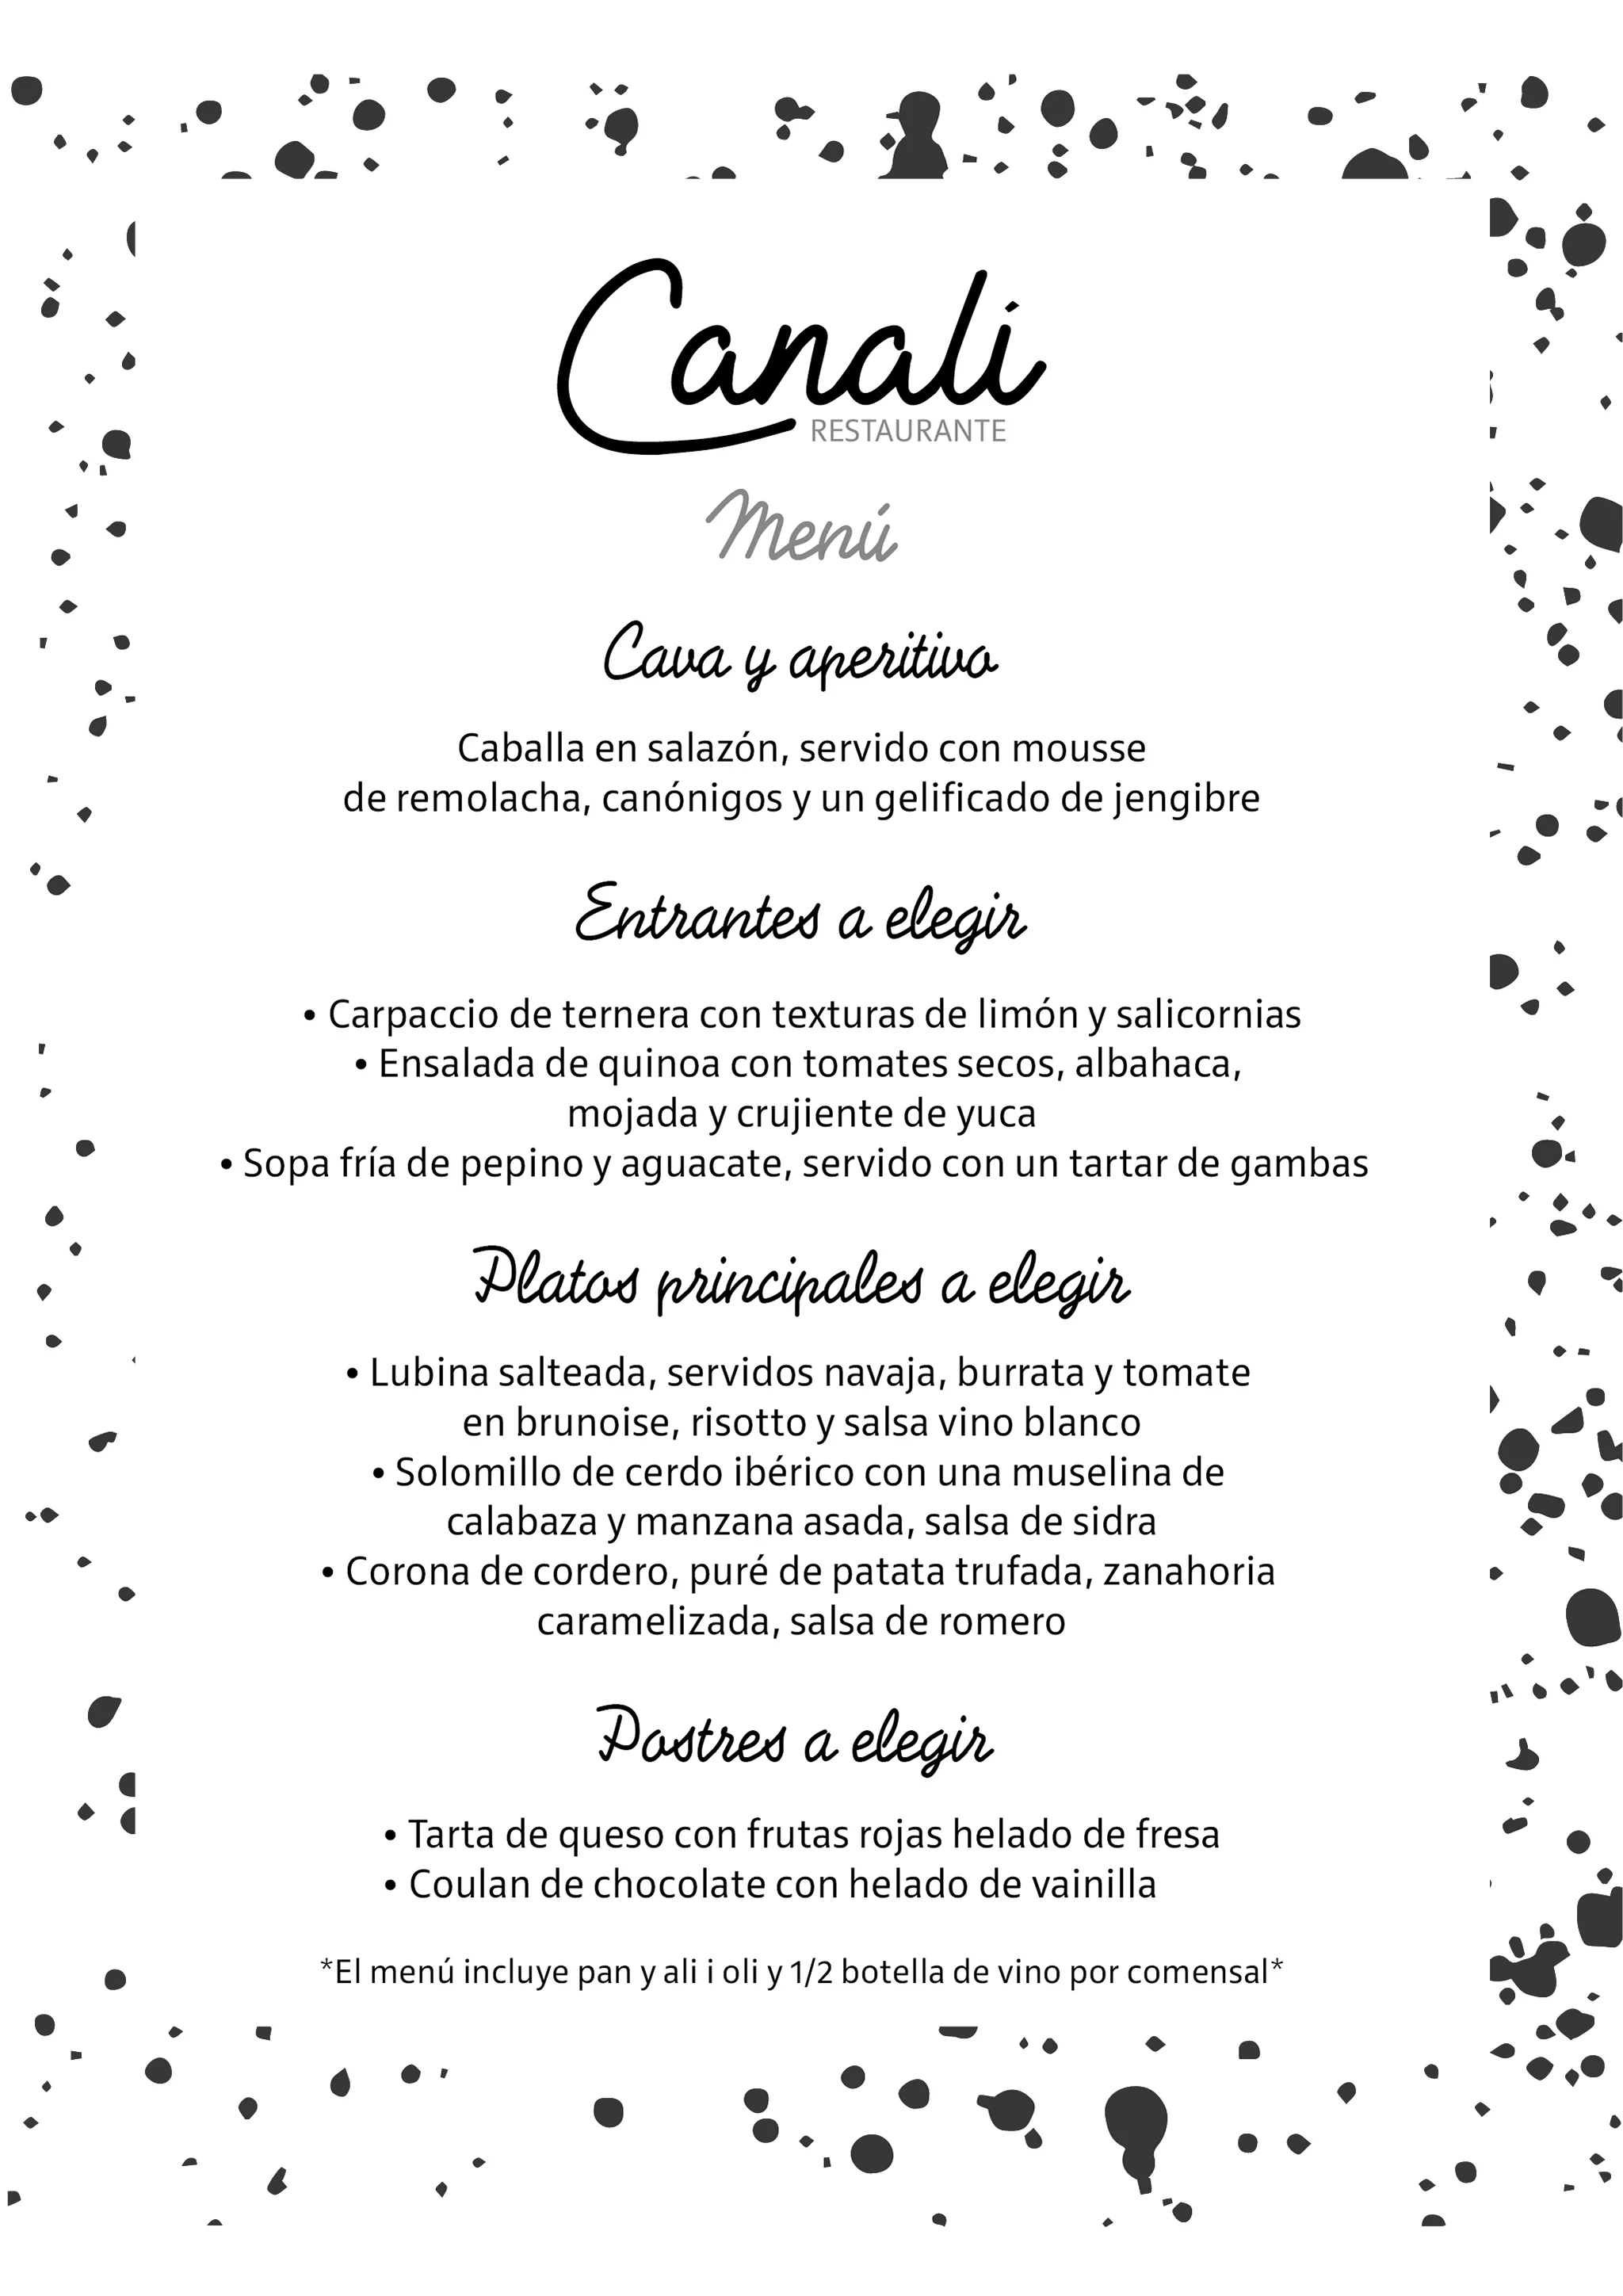 Canali
RESTAURANTE
Menú
Cava y aperitivo
Caballa en salazón, servido con mousse
de remolacha, canónigos y un gelificado de jengibre
Entrantes a elegir
• Carpaccio de ternera con texturas de limón y salicornias
• Ensalada de quinoa con tomates secos, albahaca,
mojada y crujiente de yuca
• Sopa fría de pepino y aguacate, servido con un tartar de gambas
Platos principales a elegir
• Lubina salteada, servidos navaja, burrata y tomate
en brunoise, risotto y salsa vino blanco
• Solomillo de cerdo ibérico con una muselina de
calabaza y manzana asada, salsa de sidra
• Corona de cordero, puré de patata trufada, zanahoria
caramelizada, salsa de romero
Postres a elegir
• Tarta de queso con frutas rojas helado de fresa
• Coulan de chocolate con helado de vainilla
*El menú incluye pan y ali i oli y 1/2 botella de vino por comensal*